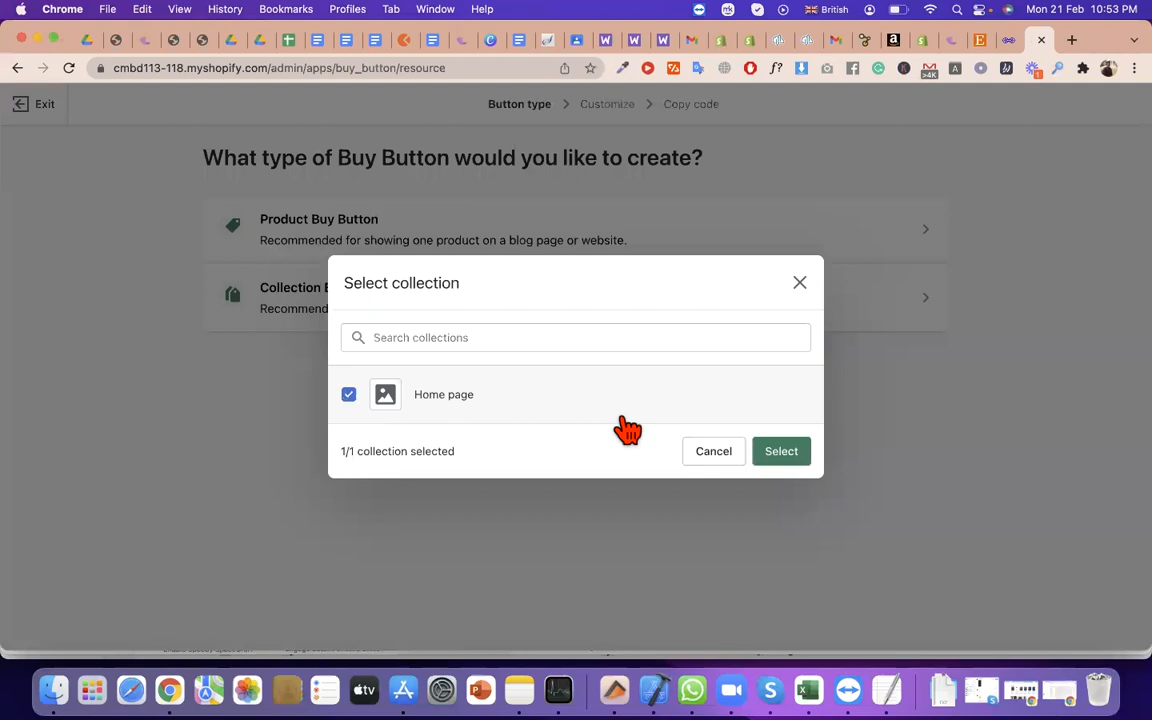 Chrome File Edit View History Bookmarks Profiles Tab Window Help British Mon 21 Feb 10:53 PM
cmbd113-118.myshopify.com/admin/apps/buy_button/resource
Exit
Button type Customize Copy code
What type of Buy Button would you like to create?
Product Buy Button
Recommended for showing one product on a blog page or website.
Collection
Recommend
Select collection
Search collections
Home page
1/1 collection selected
Cancel
Select